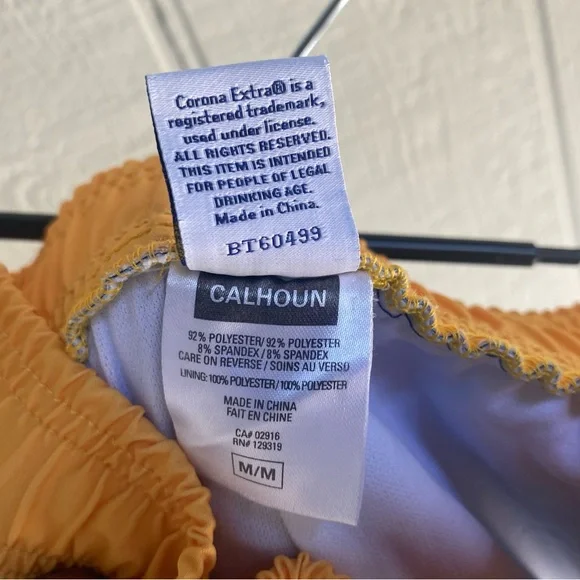 Corona Extra® is a
registered trademark,
used under license.
ALL RIGHTS RESERVED.
THIS ITEM IS INTENDED
FOR PEOPLE OF LEGAL
DRINKING AGE.
Made in China.
BT60499
CALHOUN
92% POLYESTER/92% POLYESTER
8% SPANDEX/8% SPANDEX
CARE ON REVERSE/SOINS AU VERSO
LINING:100% POLYESTER/100% POLYESTER
MADE IN CHINA
FAIT EN CHINE
CA# 02916
RN# 129319
M/M